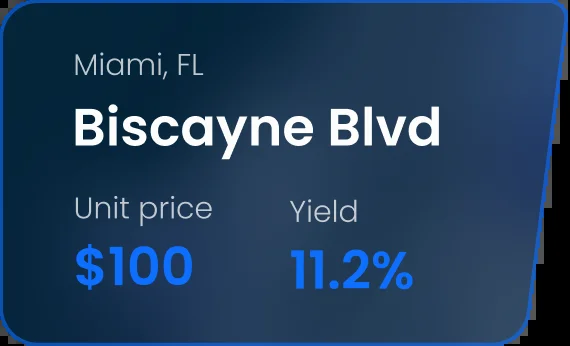 Miami, FL
Biscayne Blvd
Unit price
$100
Yield
11.2%